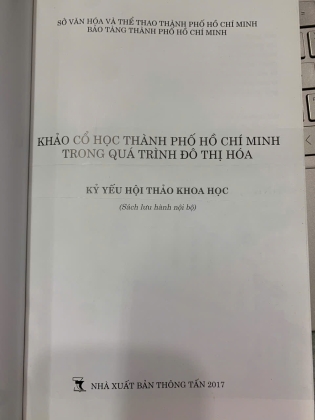 SỞ VĂN HÓA VÀ THỂ THAO THÀNH PHỐ HỒ CHÍ MINH
BẢO TÀNG THÀNH PHỐ HỒ CHÍ MINH
KHẢO CỔ HỌC THÀNH PHỐ HỒ CHÍ MINH
TRONG QUÁ TRÌNH ĐÔ THỊ HÓA
KỶ YẾU HỘI THẢO KHOA HỌC
(Sách lưu hành nội bộ)
NHÀ XUẤT BẢN THÔNG TẤN 2017